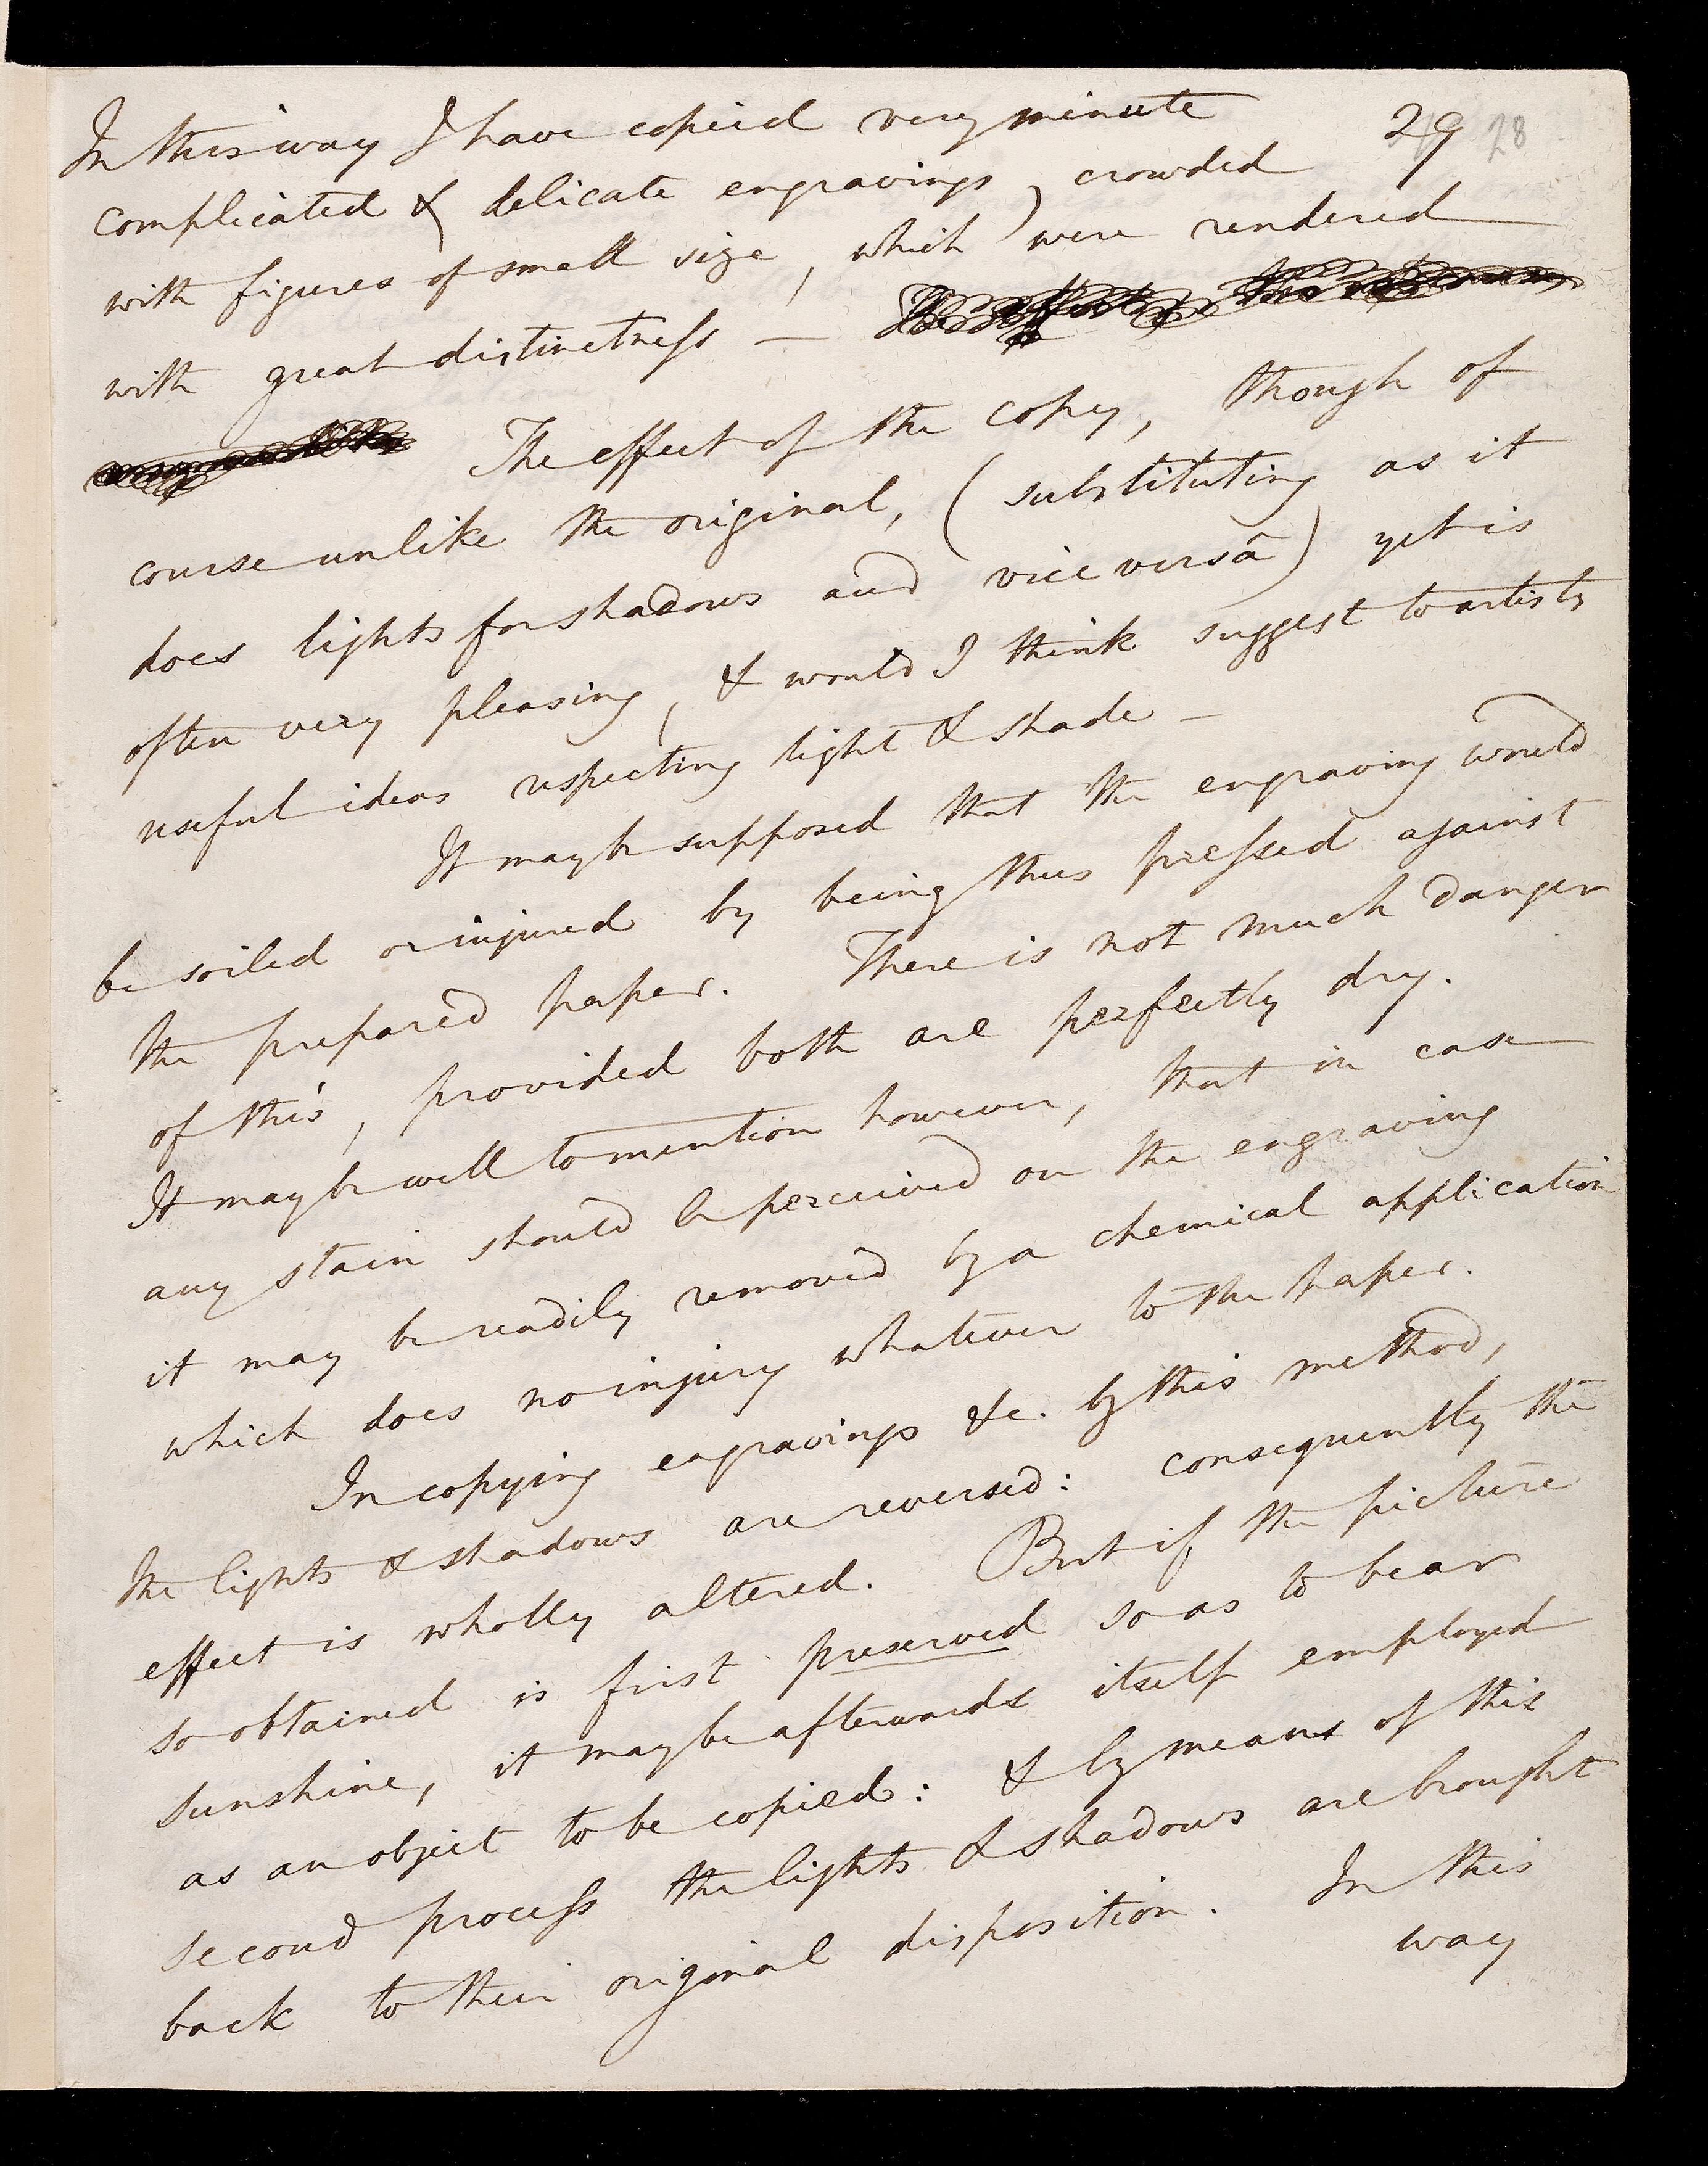 In this way I have copied very minute 29 28
complicated & delicate engravings, crowded
with figures of small size, which were rendered
with great distinctness —
The effect of the copy, though of
course unlike the original, (substituting as it
does lights for shadows and vice versâ) yet is
often very pleasing, & would I think suggest to artists
useful ideas respecting light & shade —
It may be supposed that the engraving would
be soiled or injured by being thus pressed against
the prepared paper. There is not much danger
of this, provided both are perfectly dry.
It may be well to mention however, that in case
any stain should be perceived on the engraving
it may be readily removed by a chemical application
which does no injury whatever to the paper.
In copying engravings &c. by this method,
the lights & shadows are reversed: consequently the
effect is wholly altered. But if the picture
so obtained is first preserved so as to bear
sunshine, it may be afterwards itself employed
as an object to be copied: & by means of this
second process the lights & shadows are brought
back to their original disposition. In this
way